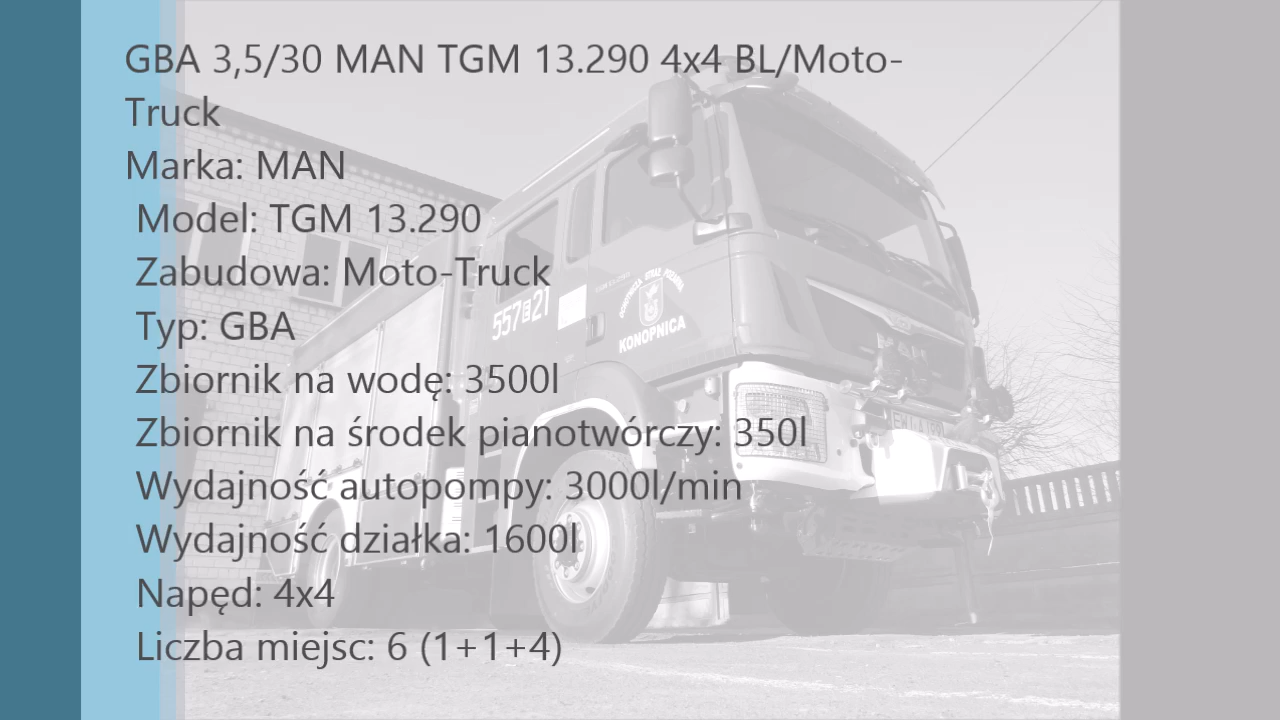 GBA 3,5/30 MAN TGM 13.290 4x4 BL/Moto-
Truck
Marka: MAN
Model: TGM 13.290
Zabudowa: Moto-Truck
Typ: GBA
Zbiornik na wodę: 3500l
Zbiornik na środek pianotwórczy: 350l
Wydajność autopompy: 3000l/min
Wydajność działka: 1600l
Napęd: 4x4
Liczba miejsc: 6 (1+1+4)
557 21
KONOPNICA